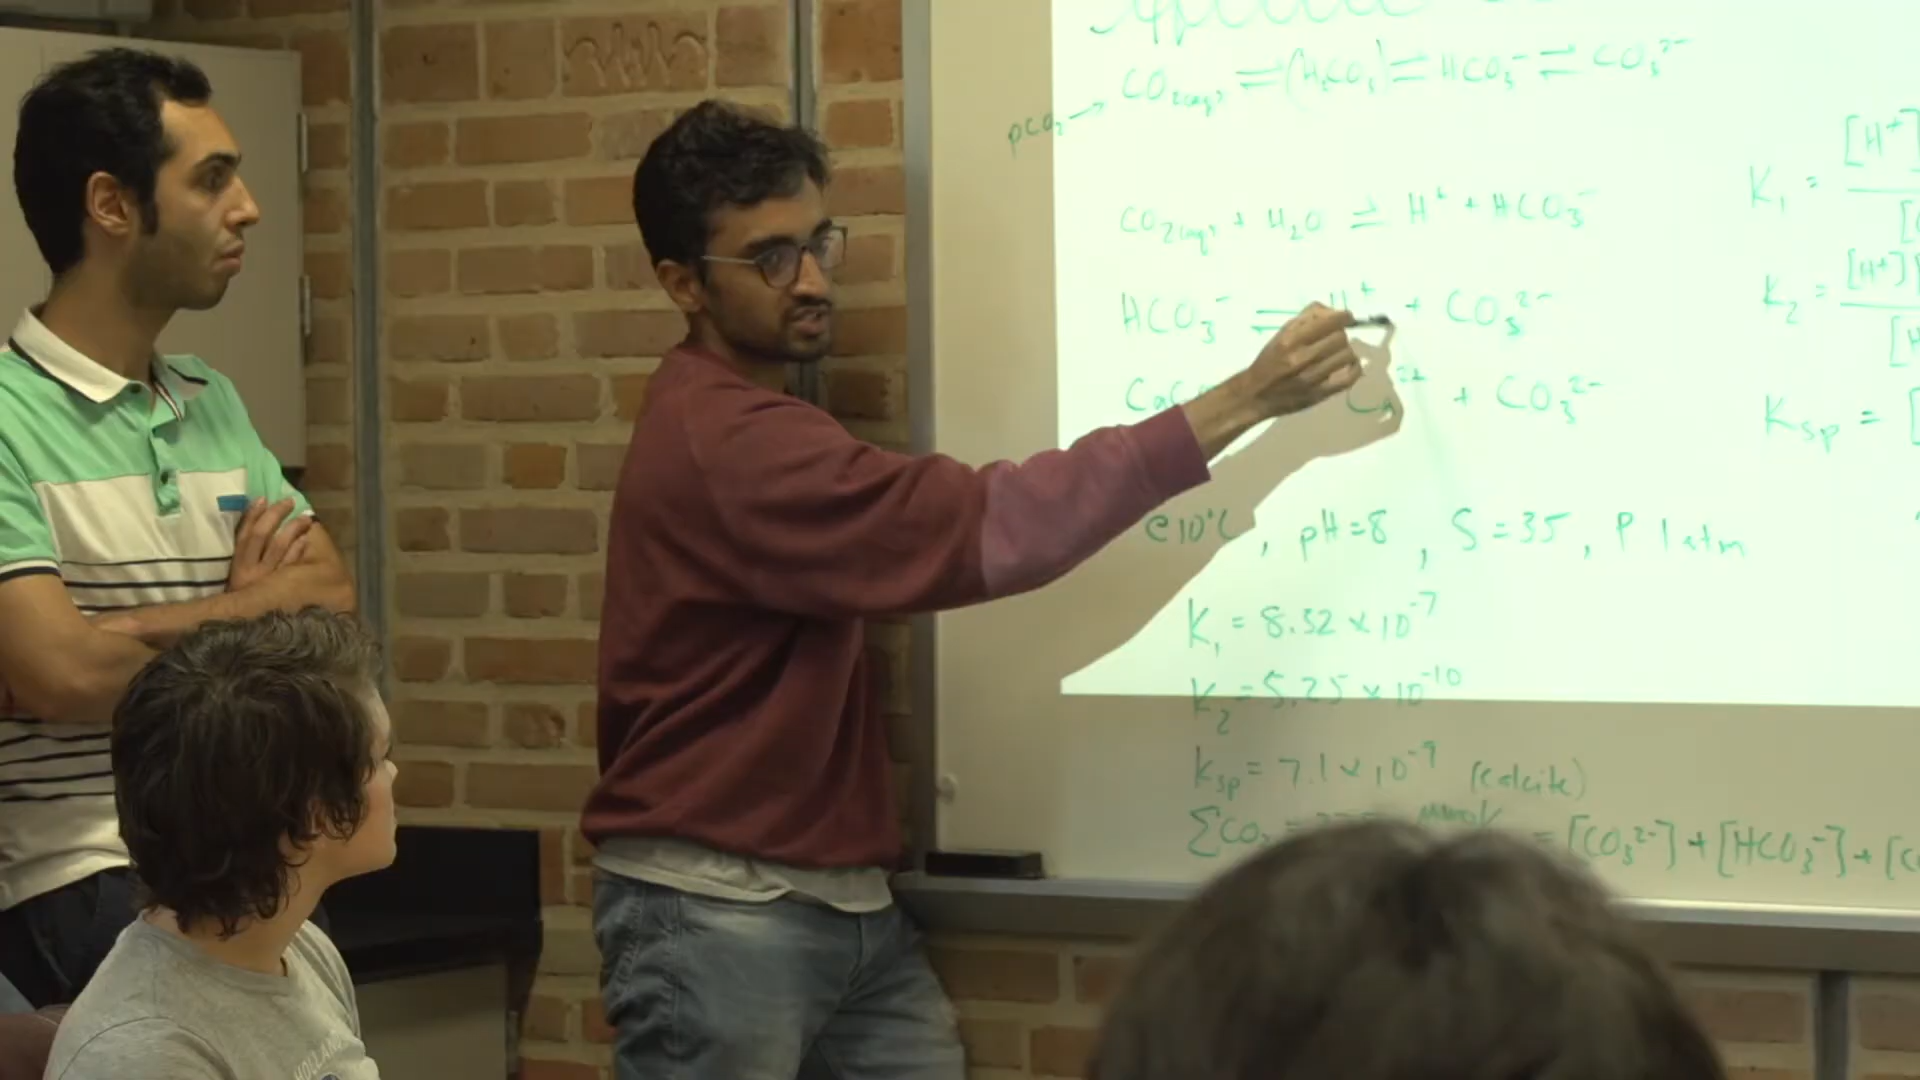 CO₂(aq) ⇌ (H₂CO₃) ⇌ HCO₃⁻ ⇌ CO₃²⁻
pCO₂ →
CO₂(aq) + H₂O ⇌ H⁺ + HCO₃⁻
K₁ = [H⁺]
HCO₃⁻ ⇌ H⁺ + CO₃²⁻
K₂ = [H⁺]
+ CO₃²⁻
Ksp = [
@10°C, pH=8, S=35, P 1 atm
K₁ = 8.32 × 10⁻⁷
K₂ = 5.25 × 10⁻¹⁰
Ksp = 7.1 × 10⁻⁹ (calcite)
ΣCO₂ = = [CO₃²⁻] + [HCO₃⁻] + [C
HOLLAND